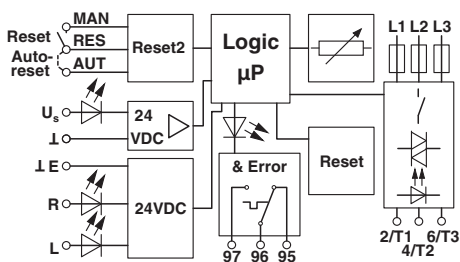 MAN
Reset
RES
Auto-
reset
AUT
Reset2
Logic
µP
L1 L2 L3
Us
⊥
24
VDC
⊥ E
R
L
24VDC
& Error
97 96 95
Reset
2/T1 6/T3
4/T2